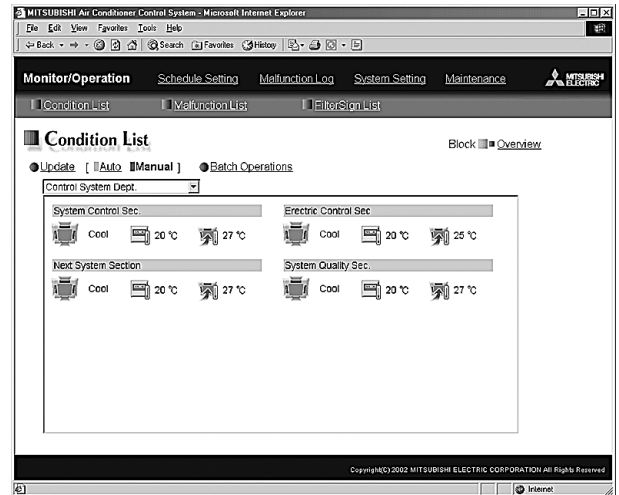 MITSUBISHI Air Conditioner Control System - Microsoft Internet Explorer
File Edit View Favorites Tools Help
Back Search Favorites History
Monitor/Operation Schedule Setting Malfunction Log System Setting Maintenance MITSUBISHI ELECTRIC
Condition List Malfunction List FilterSign List
Condition List Block Overview
Update [ Auto Manual ] Batch Operations
Control System Dept.
System Control Sec. Erectric Control Sec
Cool 20 ℃ 27 ℃ Cool 20 ℃ 25 ℃
Next System Section System Quality Sec.
Cool 20 ℃ 27 ℃ Cool 20 ℃ 27 ℃
Copyright(C) 2002 MITSUBISHI ELECTRIC CORPORATION All Rights Reserved
Internet